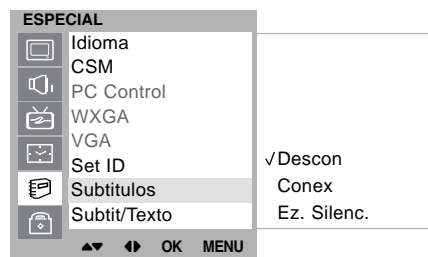 ESPECIAL
Idioma
CSM
PC Control
WXGA
VGA
Set ID
Subtitulos
Subtit/Texto
√Descon
Conex
Ez. Silenc.
▲▼ ◀▶ OK MENU